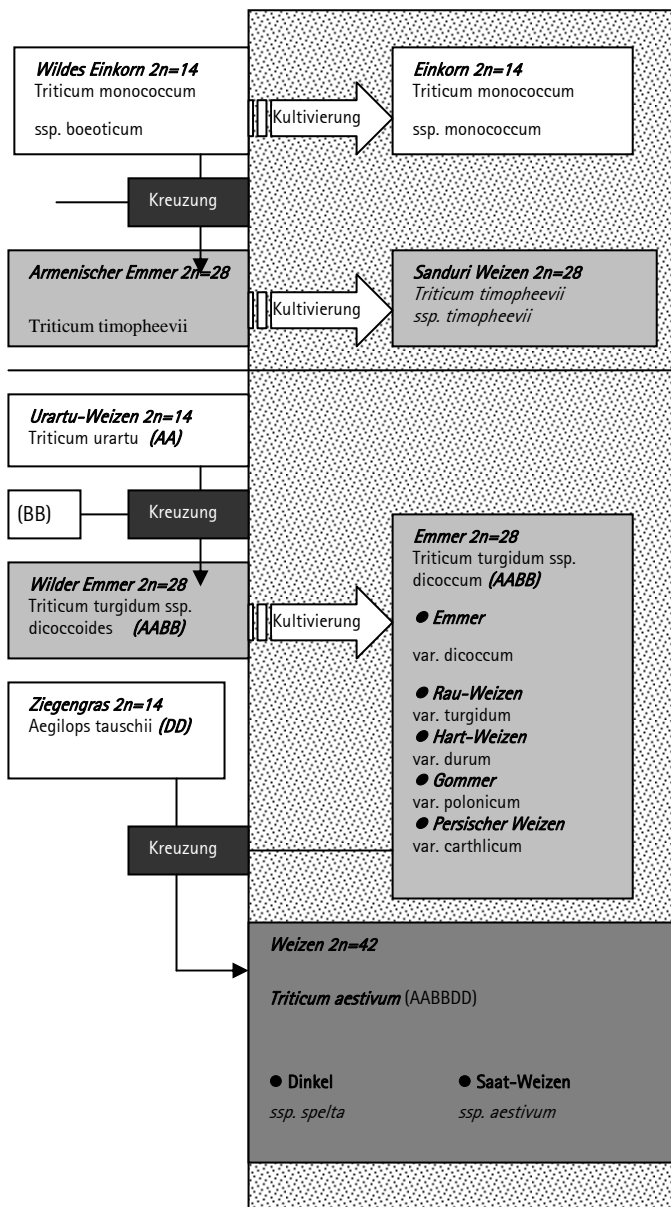 Wildes Einkorn 2n=14
Triticum monococcum
ssp. boeoticum
Kultivierung
Einkorn 2n=14
Triticum monococcum
ssp. monococcum
Kreuzung
Armenischer Emmer 2n=28
Triticum timopheevii
Kultivierung
Sanduri Weizen 2n=28
Triticum timopheevii
ssp. timopheevii
Urartu-Weizen 2n=14
Triticum urartu (AA)
(BB)
Kreuzung
Wilder Emmer 2n=28
Triticum turgidum ssp.
dicoccoides (AABB)
Kultivierung
Emmer 2n=28
Triticum turgidum ssp.
dicoccum (AABB)
● Emmer
var. dicoccum
● Rau-Weizen
var. turgidum
● Hart-Weizen
var. durum
● Gommer
var. polonicum
● Persischer Weizen
var. carthlicum
Ziegengras 2n=14
Aegilops tauschii (DD)
Kreuzung
Weizen 2n=42
Triticum aestivum (AABBDD)
● Dinkel
ssp. spelta
● Saat-Weizen
ssp. aestivum